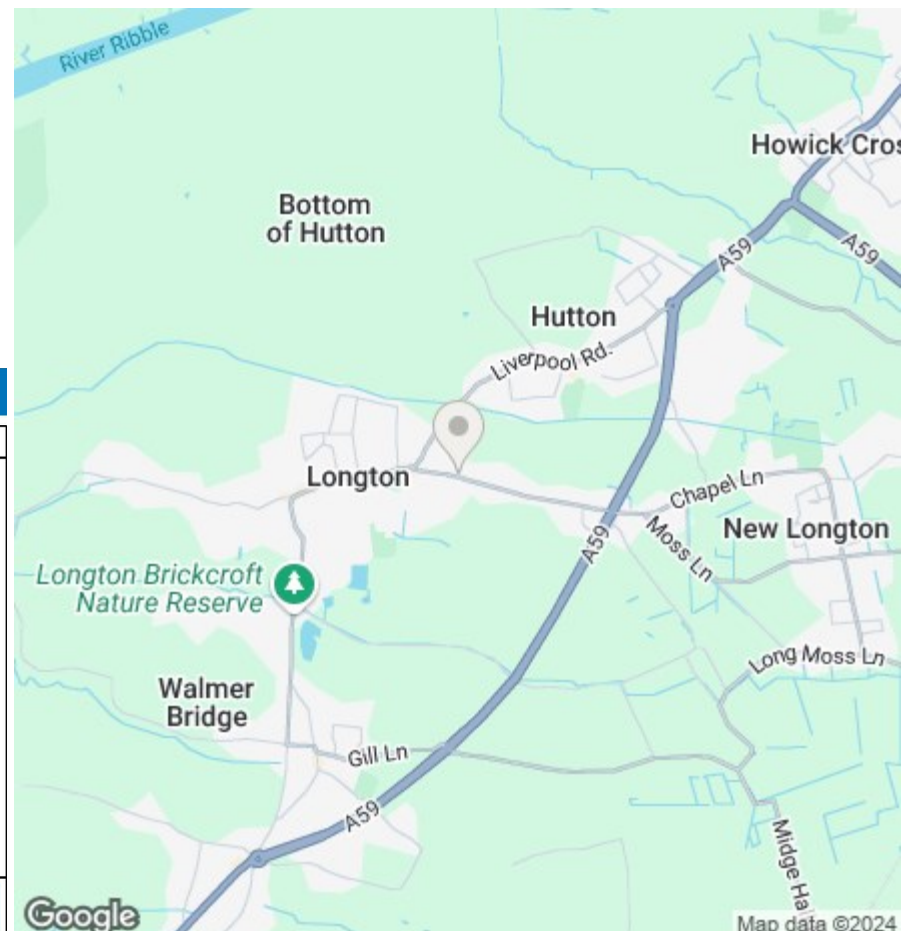 River Ribble
Howick Cros
Bottom
of Hutton
A59
A59
Hutton
Liverpool Rd.
Longton
Chapel Ln
New Longton
Moss Ln
A59
Longton Brickcroft
Nature Reserve
Long Moss Ln
Walmer
Bridge
Gill Ln
A59
Midge Hal
Google
Map data ©2024